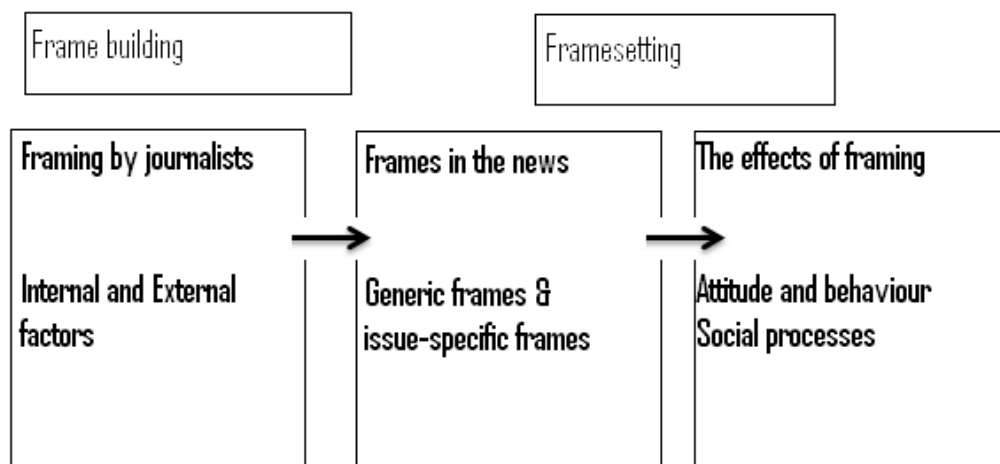 Frame building
Framesetting
Framing by journalists
Internal and External
factors
Frames in the news
Generic frames &
issue-specific frames
The effects of framing
Attitude and behaviour
Social processes